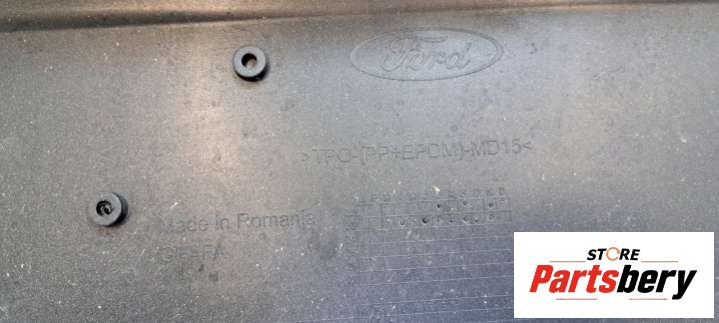 Ford
>TPO-(PP+EPDM)-MD15<
Made in Romania
STORE
Partsbery